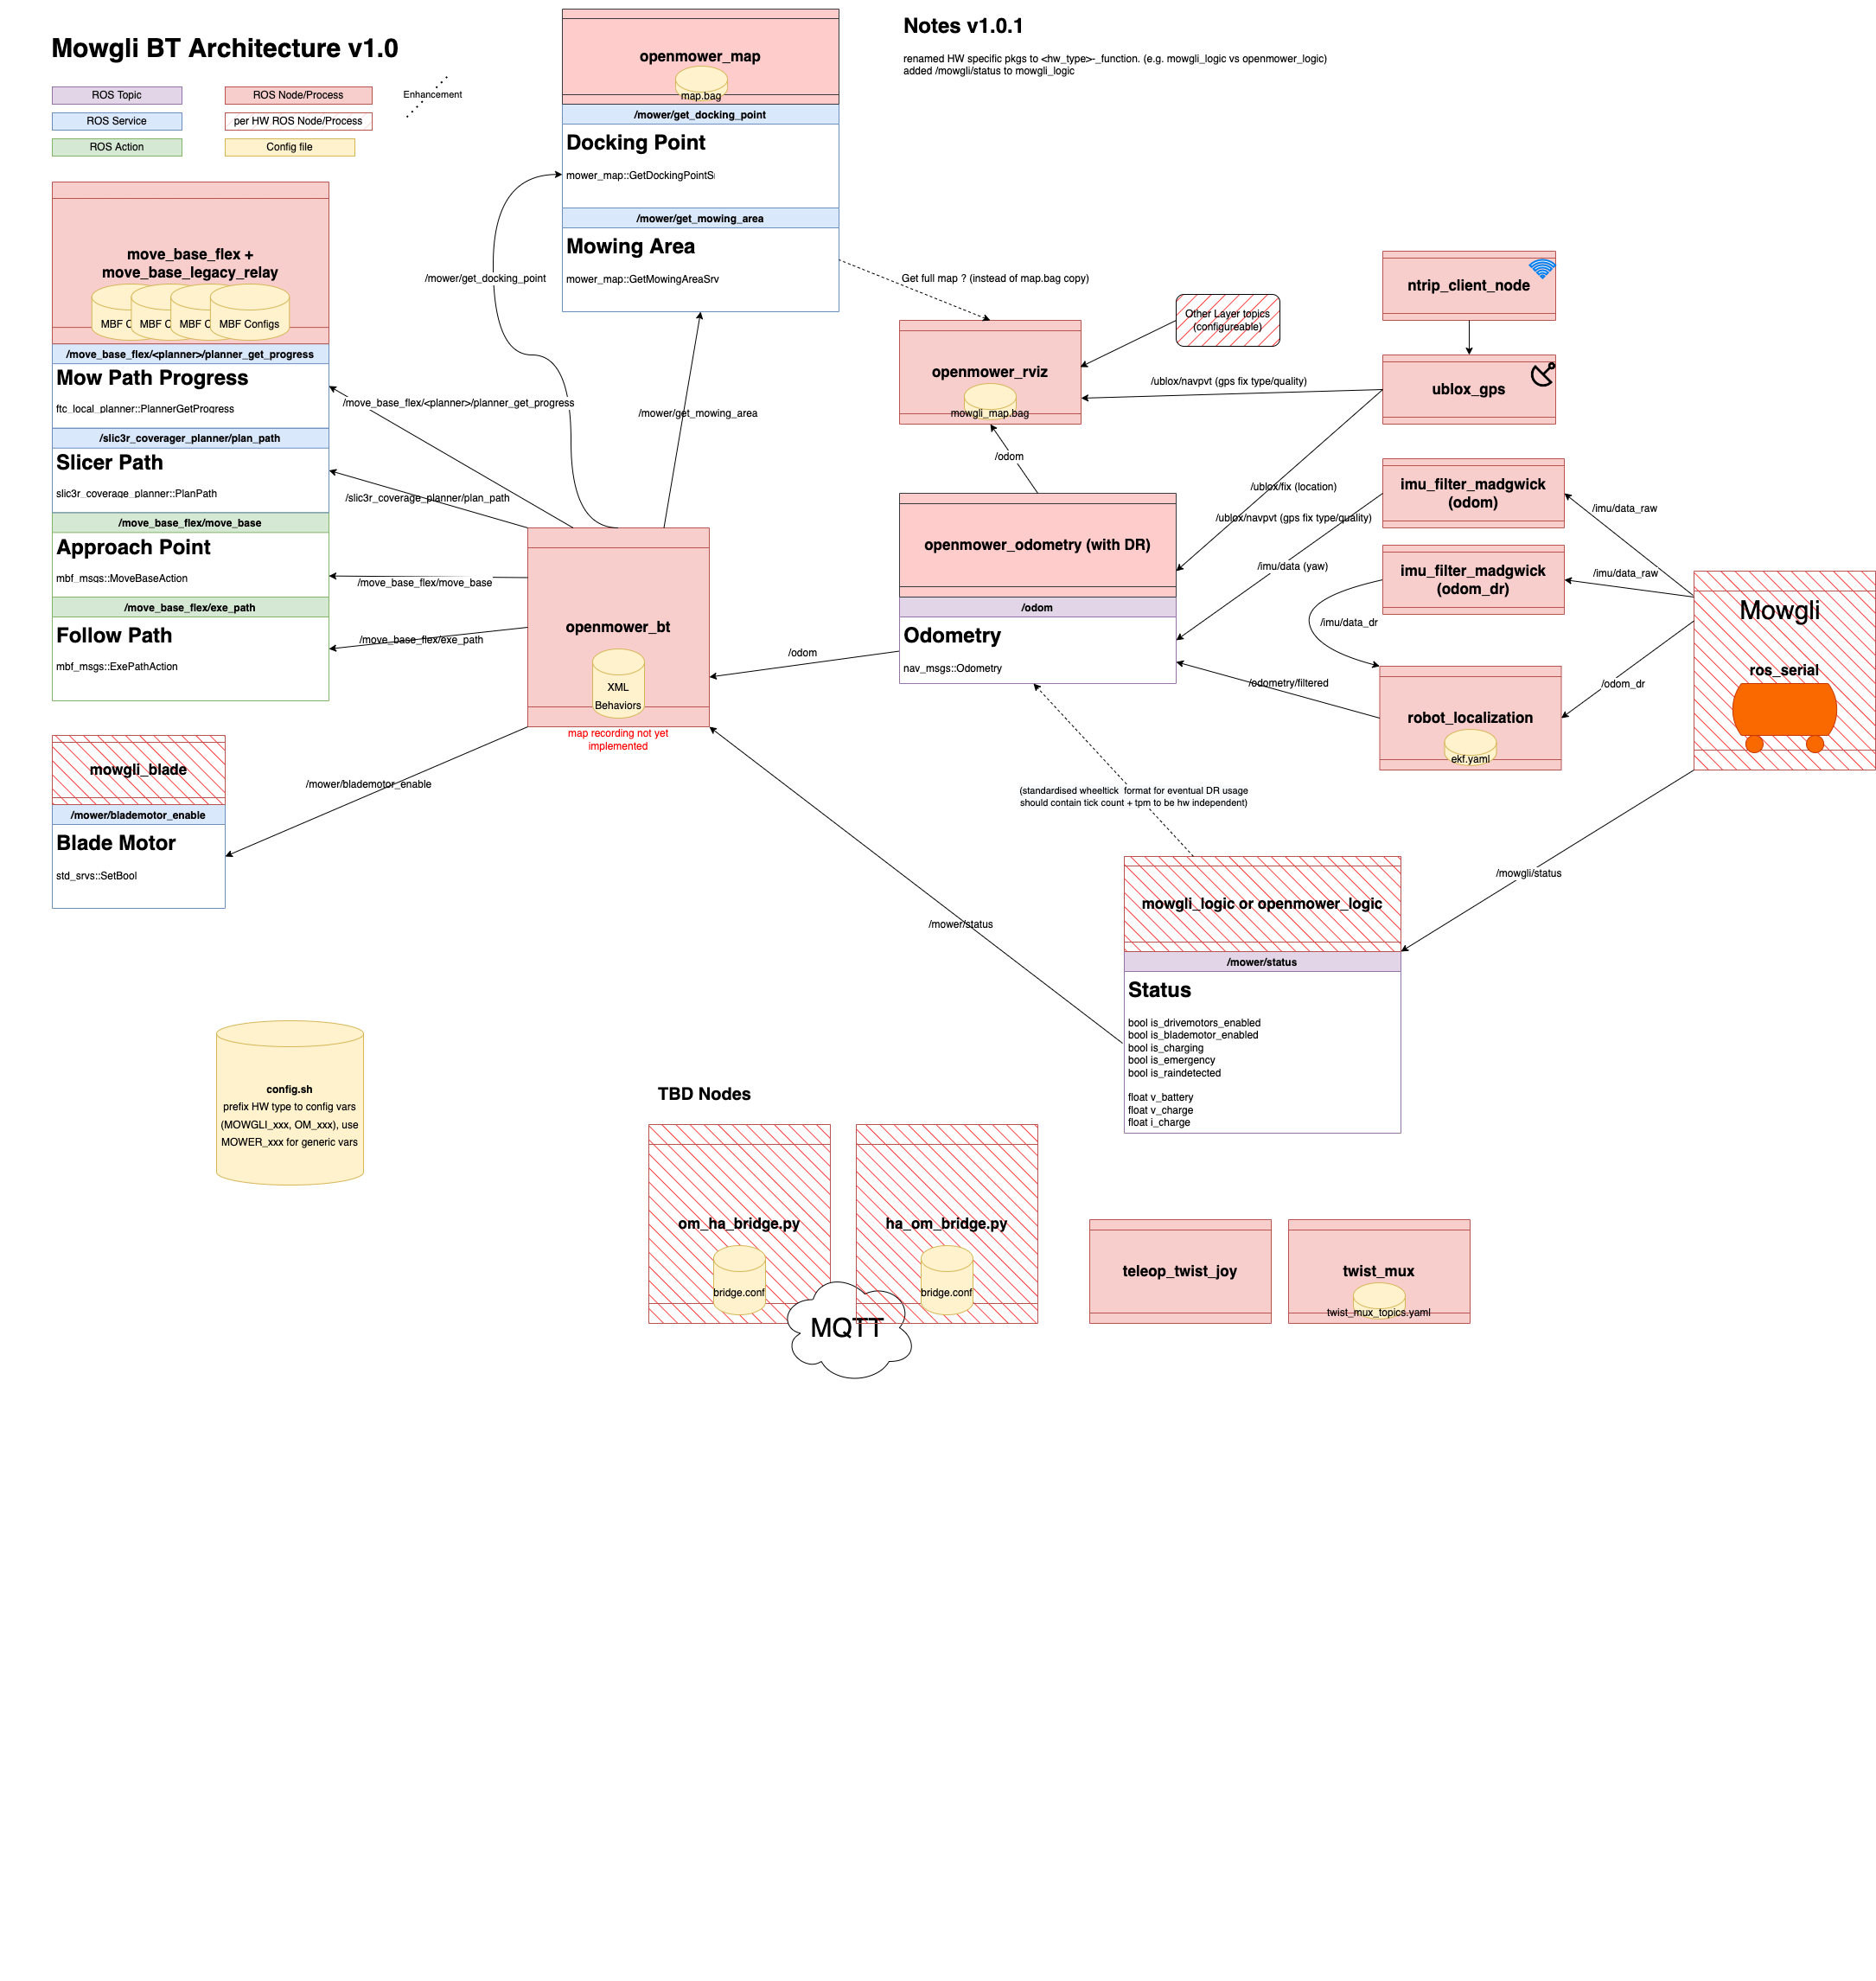 Mowgli BT Architecture v1.0
ROS Topic
ROS Node/Process
Enhancement
ROS Service
per HW ROS Node/Process
ROS Action
Config file
Notes v1.0.1
renamed HW specific pkgs to <hw_type>-_function. (e.g. mowgli_logic vs openmower_logic)
added /mowgli/status to mowgli_logic
openmower_map
map.bag
/mower/get_docking_point
Docking Point
mower_map::GetDockingPointS
/mower/get_mowing_area
Mowing Area
mower_map::GetMowingAreaSrv
move_base_flex +
move_base_legacy_relay
MBF C
MBF C
MBF C
MBF Configs
/move_base_flex/<planner>/planner_get_progress
Mow Path Progress
ftc_local_planner::PlannerGetProgress
/slic3r_coverager_planner/plan_path
Slicer Path
slic3r_coverage_planner::PlanPath
/move_base_flex/move_base
Approach Point
mbf_msgs::MoveBaseAction
/move_base_flex/exe_path
Follow Path
mbf_msgs::ExePathAction
/mower/get_docking_point
/move_base_flex/<planner>/planner_get_progress
/mower/get_mowing_area
/slic3r_coverage_planner/plan_path
/move_base_flex/move_base
/move_base_flex/exe_path
openmower_bt
XML
Behaviors
map recording not yet
implemented
/mower/blademotor_enable
mowgli_blade
/mower/blademotor_enable
Blade Motor
std_srvs::SetBool
Get full map ? (instead of map.bag copy)
Other Layer topics
(configureable)
openmower_rviz
mowgli_map.bag
/ublox/navpvt (gps fix type/quality)
ntrip_client_node
ublox_gps
/odom
/ublox/fix (location)
/ublox/navpvt (gps fix type/quality)
imu_filter_madgwick
(odom)
/imu/data_raw
openmower_odometry (with DR)
/imu/data (yaw)
imu_filter_madgwick
(odom_dr)
/imu/data_raw
/odom
Odometry
nav_msgs::Odometry
/odom
/imu/data_dr
/odometry/filtered
/odom_dr
robot_localization
ekf.yaml
Mowgli
ros_serial
(standardised wheeltick format for eventual DR usage
should contain tick count + tpm to be hw independent)
/mowgli/status
/mower/status
mowgli_logic or openmower_logic
/mower/status
Status
bool is_drivemotors_enabled
bool is_blademotor_enabled
bool is_charging
bool is_emergency
bool is_raindetected
float v_battery
float v_charge
float i_charge
config.sh
prefix HW type to config vars
(MOWGLI_xxx, OM_xxx), use
MOWER_xxx for generic vars
TBD Nodes
om_ha_bridge.py
bridge.conf
ha_om_bridge.py
bridge.conf
MQTT
teleop_twist_joy
twist_mux
twist_mux_topics.yaml